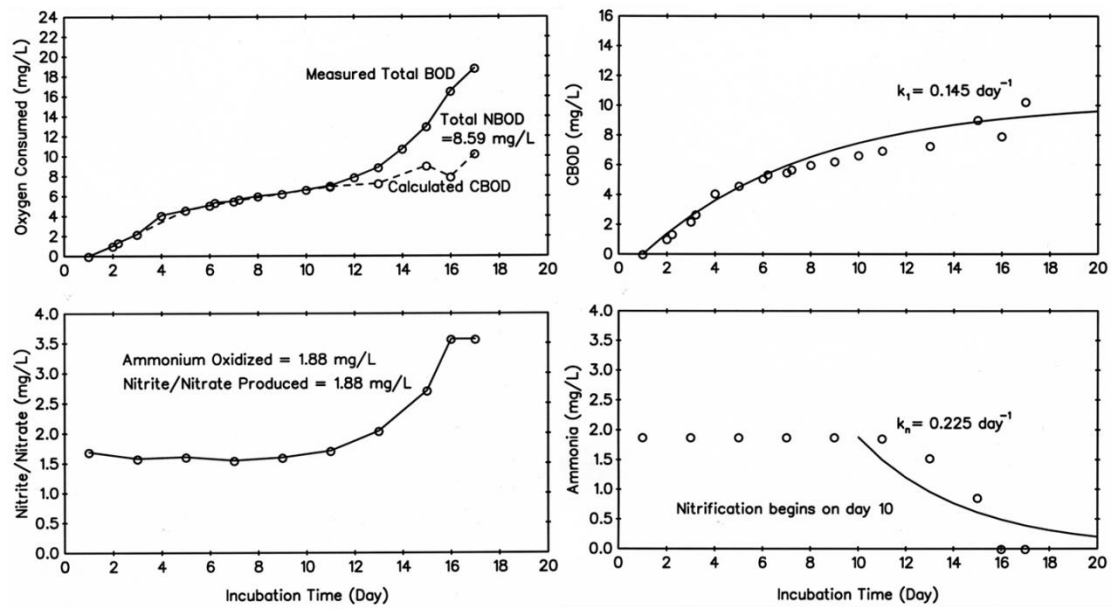 24
22
20
18
16
14
12
10
8
6
4
2
0
Oxygen Consumed (mg/L)
Measured Total BOD
Total NBOD
=8.59 mg/L
Calculated CBOD
0 2 4 6 8 10 12 14 16 18 20
16
14
12
10
8
6
4
2
0
CBOD (mg/L)
k1= 0.145 day-1
0 2 4 6 8 10 12 14 16 18 20
4.0
3.5
3.0
2.5
2.0
1.5
1.0
0.5
0.0
Nitrite/Nitrate (mg/L)
Ammonium Oxidized = 1.88 mg/L
Nitrite/Nitrate Produced = 1.88 mg/L
0 2 4 6 8 10 12 14 16 18 20
Incubation Time (Day)
4.0
3.5
3.0
2.5
2.0
1.5
1.0
0.5
0.0
Ammonia (mg/L)
kn= 0.225 day-1
Nitrification begins on day 10
0 2 4 6 8 10 12 14 16 18 20
Incubation Time (Day)